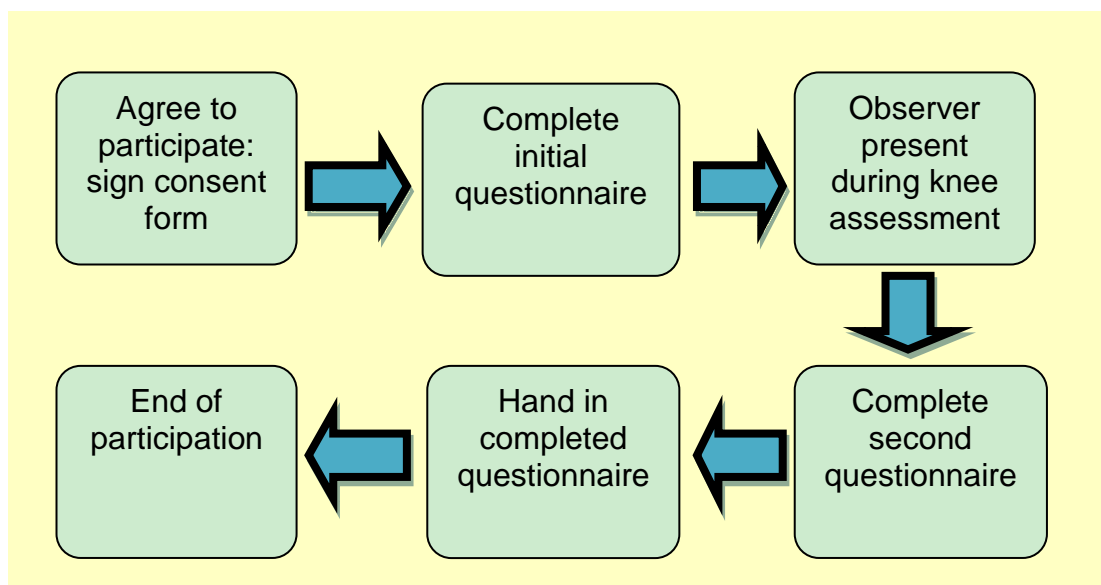 Agree to
participate:
sign consent
form
Complete
initial
questionnaire
Observer
present
during knee
assessment
Complete
second
questionnaire
Hand in
completed
questionnaire
End of
participation